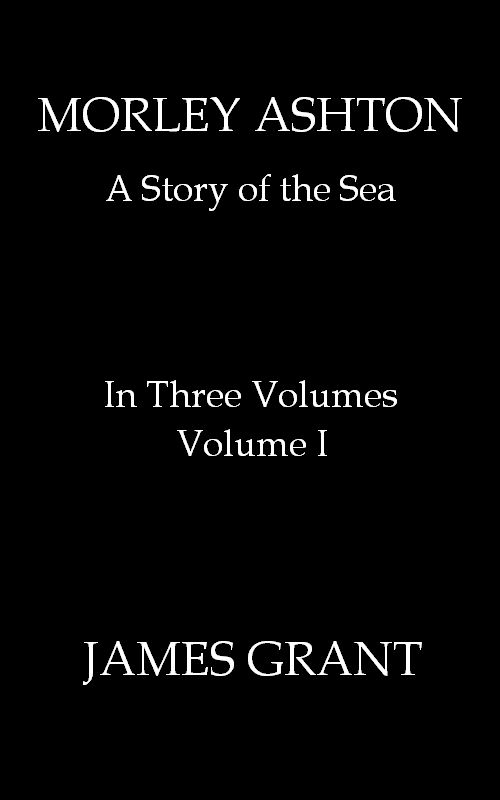 MORLEY ASHTON
A Story of the Sea
In Three Volumes
Volume I
JAMES GRANT